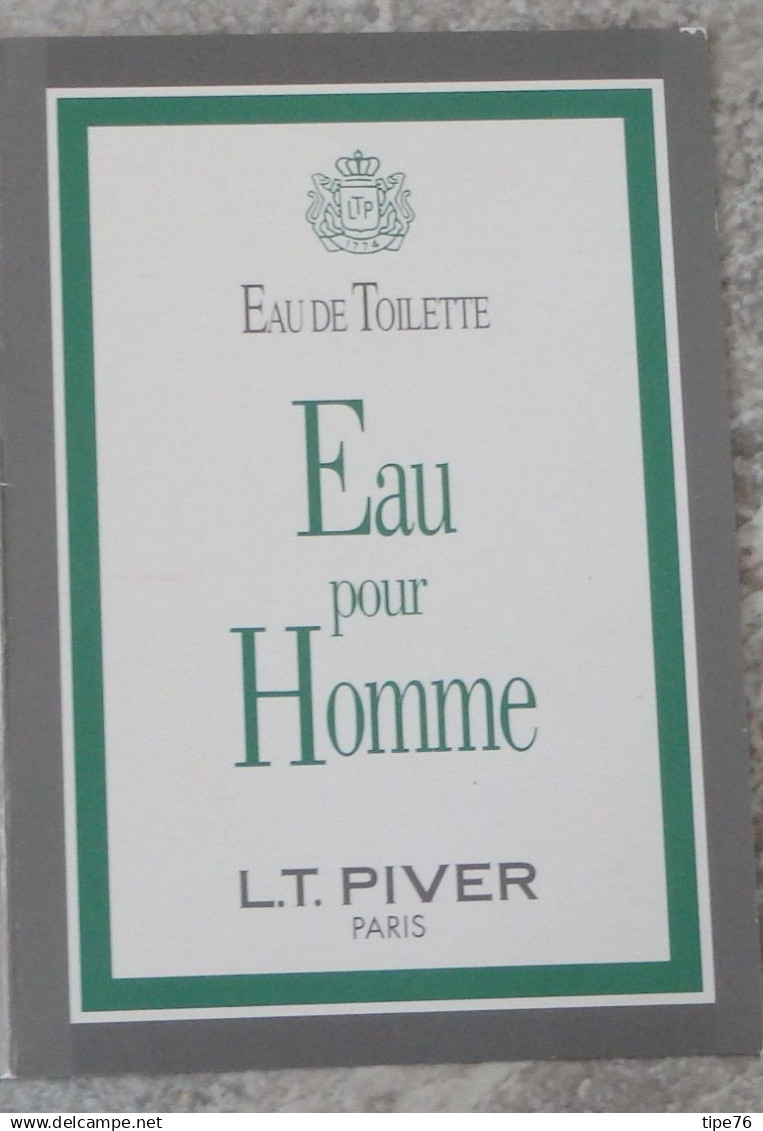 LTP
1774
EAU DE TOILETTE
Eau
pour
Homme
L.T. PIVER
PARIS
www.delcampe.net
tipe76